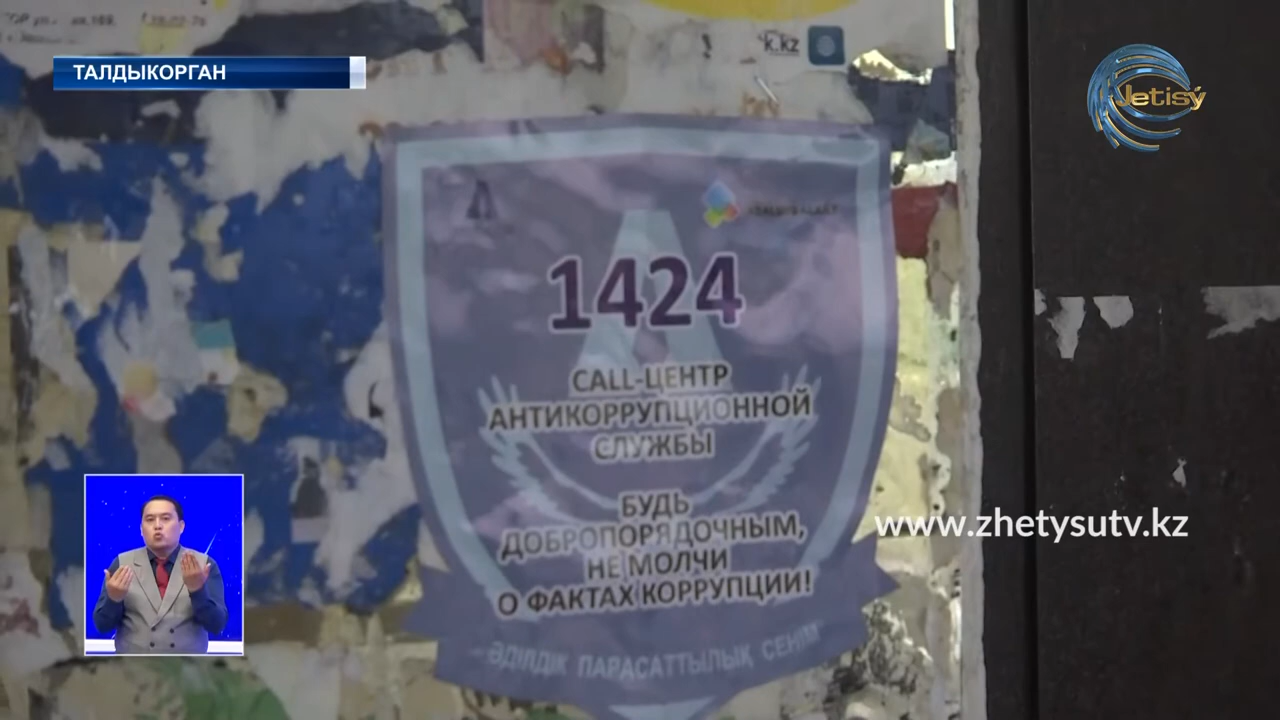 ТАЛДЫКОРГАН
k.kz
Jetisý
1424
CALL-ЦЕНТР
АНТИКОРРУПЦИОННОЙ
СЛУЖБЫ
БУДЬ
ДОБРОПОРЯДОЧНЫМ,
НЕ МОЛЧИ
О ФАКТАХ КОРРУПЦИИ!
ӘДІЛДІК ПАРАСАТТЫЛЫҚ СЕНІМ
www.zhetysutv.kz